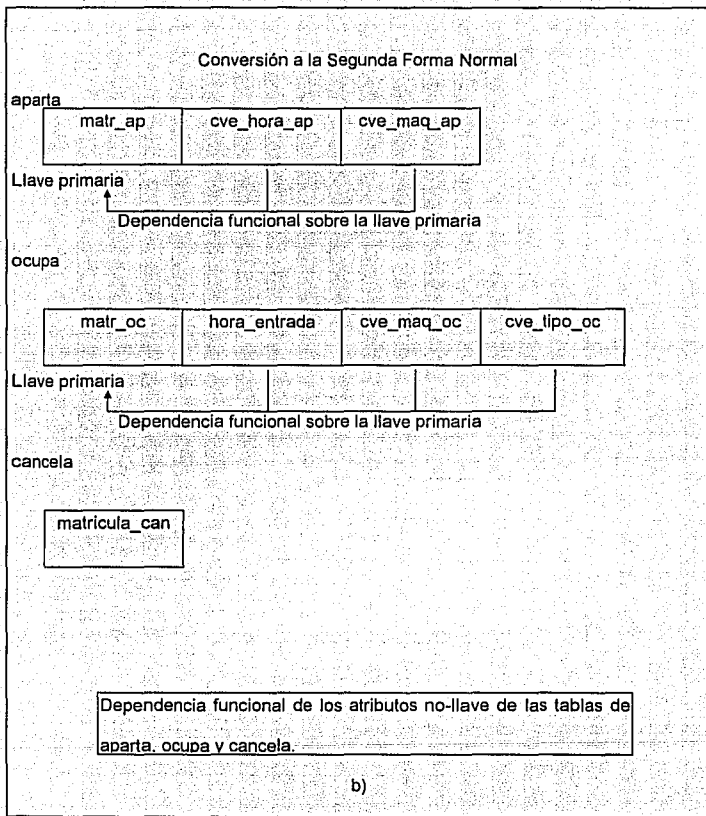 Conversión a la Segunda Forma Normal
aparta
matr_ap cve_hora_ap cve_maq_ap
Llave primaria
Dependencia funcional sobre la llave primaria
ocupa
matr_oc hora_entrada cve_maq_oc cve_tipo_oc
Llave primaria
Dependencia funcional sobre la llave primaria
cancela
matricula_can
Dependencia funcional de los atributos no-llave de las tablas de
aparta, ocupa y cancela.
b)